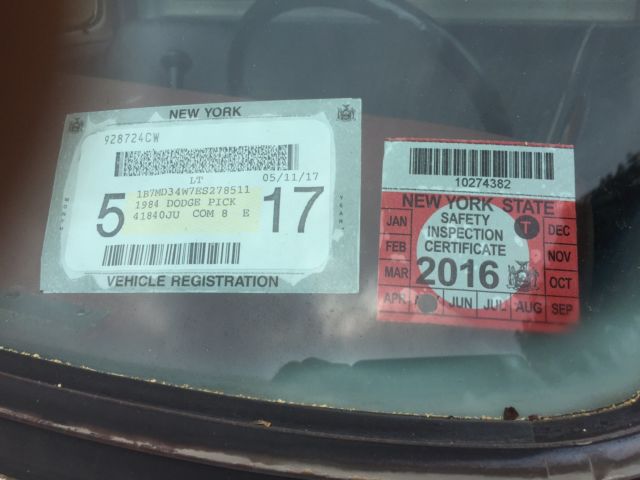 NEW YORK
928724CW
LT 05/11/17
1B7MD34W7ES278511
5 1984 DODGE PICK 17
41840JU COM 8 E
VEHICLE REGISTRATION
10274382
NEW YORK STATE
JAN SAFETY T DEC
INSPECTION
FEB CERTIFICATE NOV
MAR 2016 OCT
APR JUN JUL AUG SEP